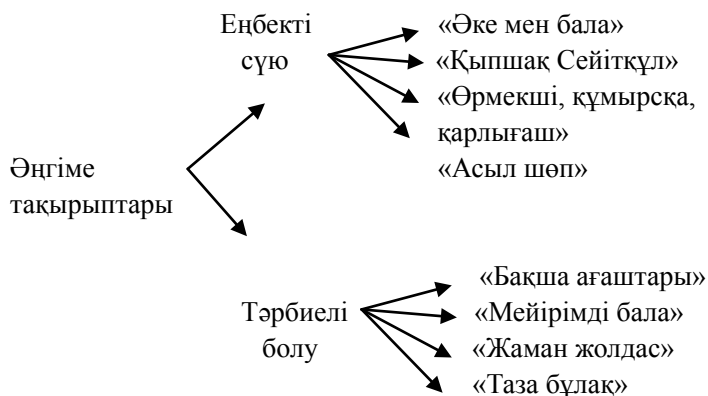 Еңбекті
сүю
«Әке мен бала»
«Қыпшақ Сейітқұл»
«Өрмекші, құмырсқа,
қарлығаш»
«Асыл шөп»
Әңгіме
тақырыптары
Тәрбиелі
болу
«Бақша ағаштары»
«Мейірімді бала»
«Жаман жолдас»
«Таза бұлақ»